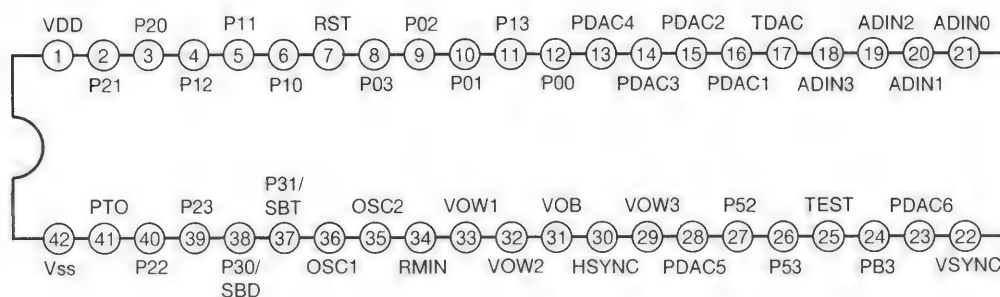 VDD P20 P11 RST P02 P13 PDAC4 PDAC2 TDAC ADIN2 ADIN0
1 2 3 4 5 6 7 8 9 10 11 12 13 14 15 16 17 18 19 20 21
P21 P12 P10 P03 P01 P00 PDAC3 PDAC1 ADIN3 ADIN1
P31/
PTO P23 SBT OSC2 VOW1 VOB VOW3 P52 TEST PDAC6
42 41 40 39 38 37 36 35 34 33 32 31 30 29 28 27 26 25 24 23 22
Vss P22 P30/ OSC1 RMIN VOW2 HSYNC PDAC5 P53 PB3 VSYNC
SBD